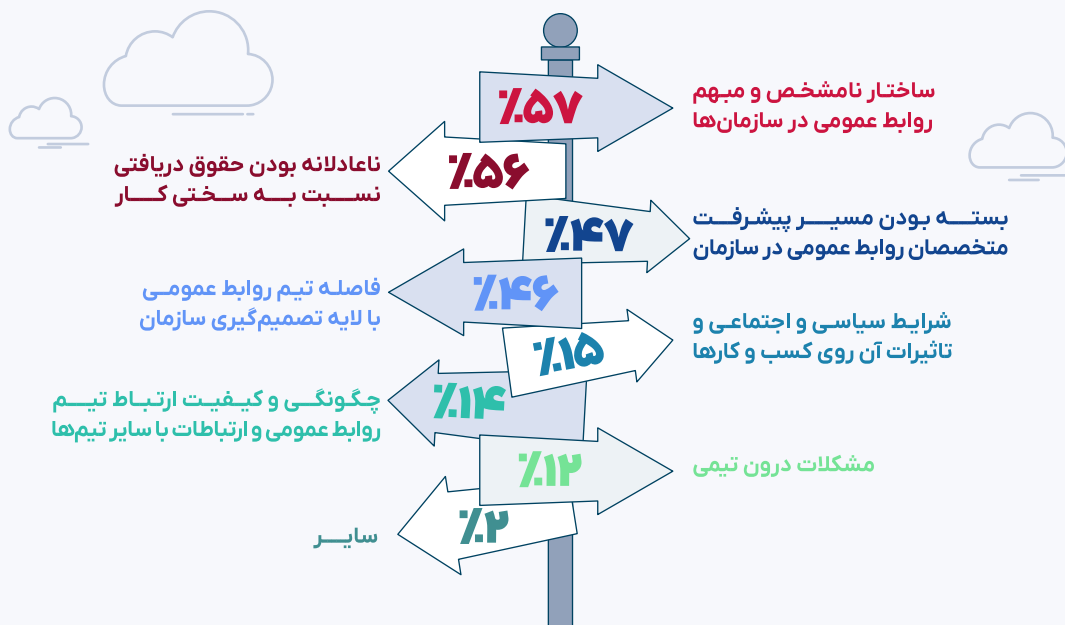 ٪۵۷
ساختار نامشخص و مبهم
روابط عمومی در سازمان‌ها
٪۵۶
ناعادلانه بودن حقوق دریافتی
نسبت به سختی کار
٪۴۷
بسته بودن مسیر پیشرفت
متخصصان روابط عمومی در سازمان
٪۴۶
فاصله تیم روابط عمومی
با لایه تصمیم‌گیری سازمان
٪۱۵
شرایط سیاسی و اجتماعی و
تاثیرات آن روی کسب و کارها
٪۱۴
چگونگی و کیفیت ارتباط تیم
روابط عمومی و ارتباطات با سایر تیم‌ها
٪۱۲
مشکلات درون تیمی
٪۲
سایر